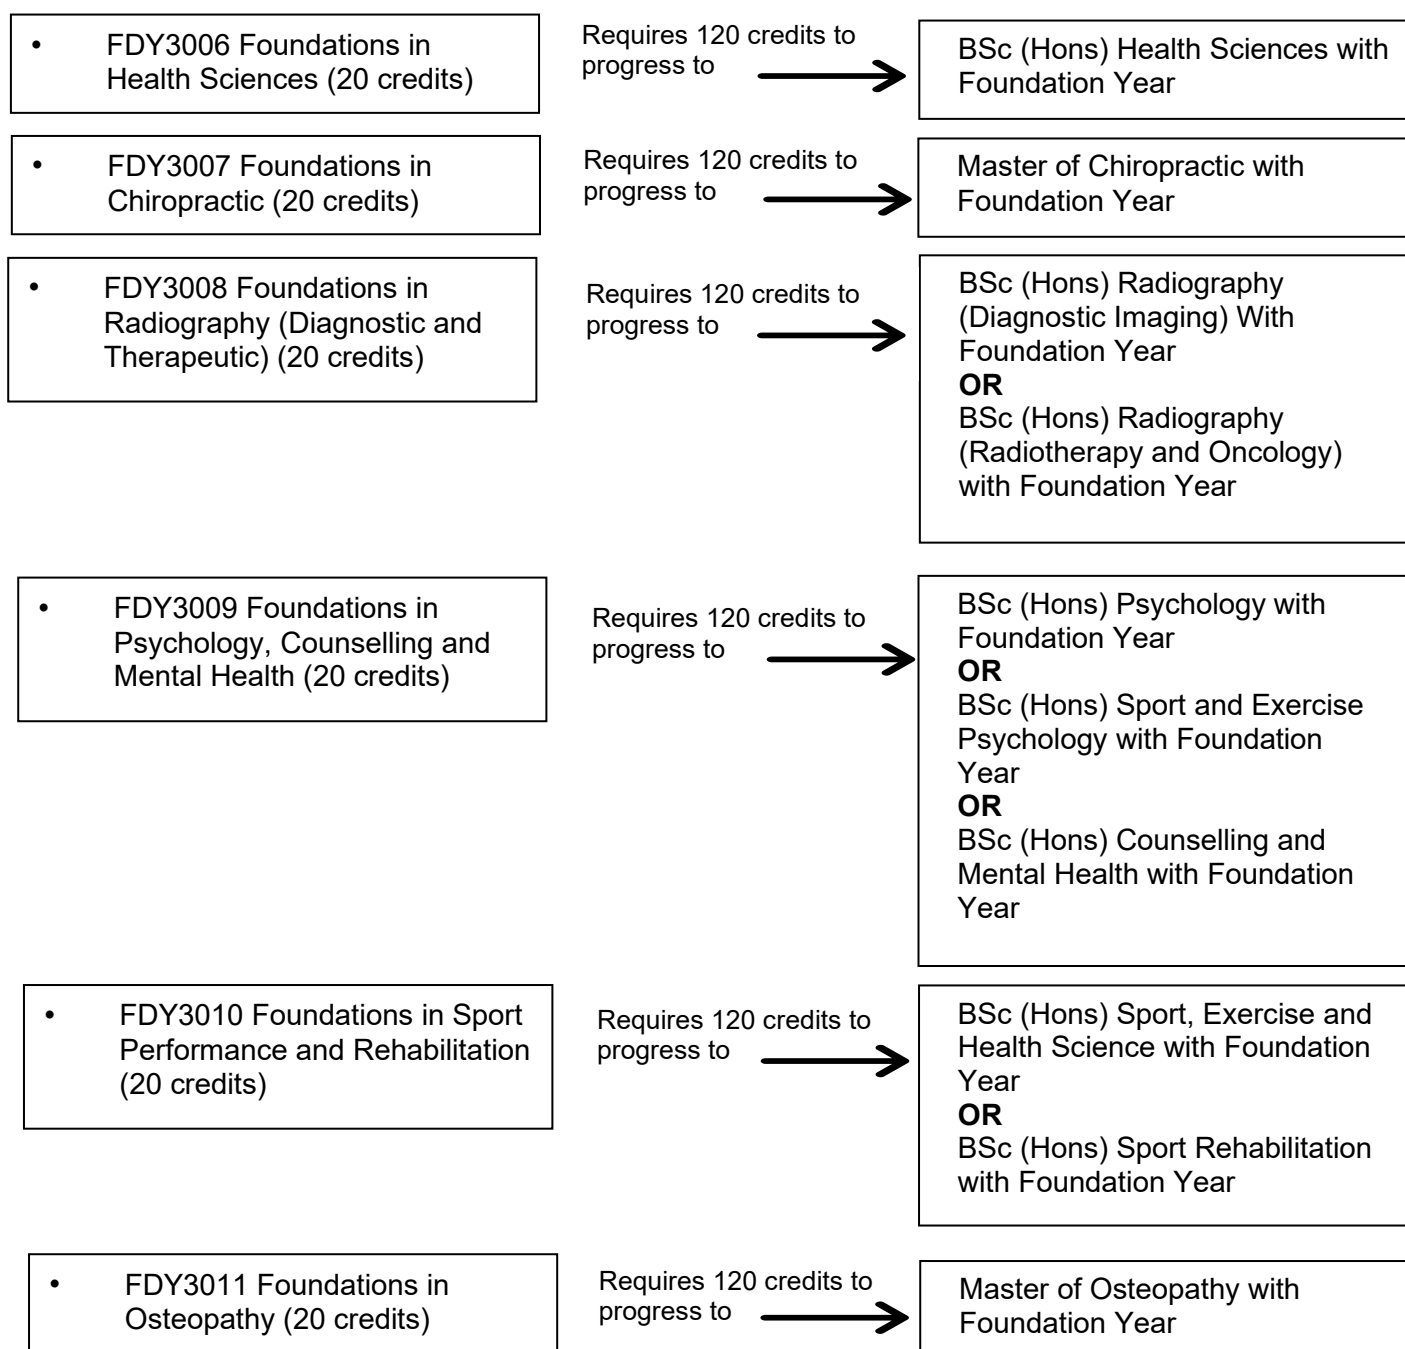 • FDY3006 Foundations in
Health Sciences (20 credits)
Requires 120 credits to
progress to
BSc (Hons) Health Sciences with
Foundation Year
• FDY3007 Foundations in
Chiropractic (20 credits)
Requires 120 credits to
progress to
Master of Chiropractic with
Foundation Year
• FDY3008 Foundations in
Radiography (Diagnostic and
Therapeutic) (20 credits)
Requires 120 credits to
progress to
BSc (Hons) Radiography
(Diagnostic Imaging) With
Foundation Year
OR
BSc (Hons) Radiography
(Radiotherapy and Oncology)
with Foundation Year
• FDY3009 Foundations in
Psychology, Counselling and
Mental Health (20 credits)
Requires 120 credits to
progress to
BSc (Hons) Psychology with
Foundation Year
OR
BSc (Hons) Sport and Exercise
Psychology with Foundation
Year
OR
BSc (Hons) Counselling and
Mental Health with Foundation
Year
• FDY3010 Foundations in Sport
Performance and Rehabilitation
(20 credits)
Requires 120 credits to
progress to
BSc (Hons) Sport, Exercise and
Health Science with Foundation
Year
OR
BSc (Hons) Sport Rehabilitation
with Foundation Year
• FDY3011 Foundations in
Osteopathy (20 credits)
Requires 120 credits to
progress to
Master of Osteopathy with
Foundation Year